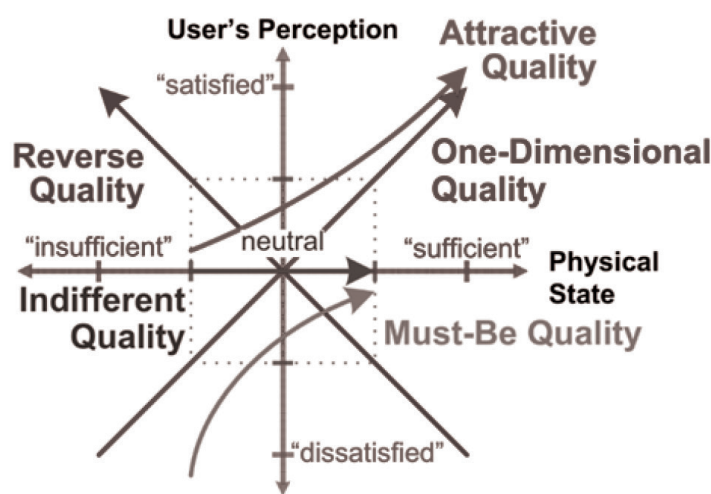 User's Perception
Attractive
Quality
“satisfied”
Reverse
Quality
One-Dimensional
Quality
“insufficient”
neutral
“sufficient”
Physical
State
Indifferent
Quality
Must-Be Quality
“dissatisfied”